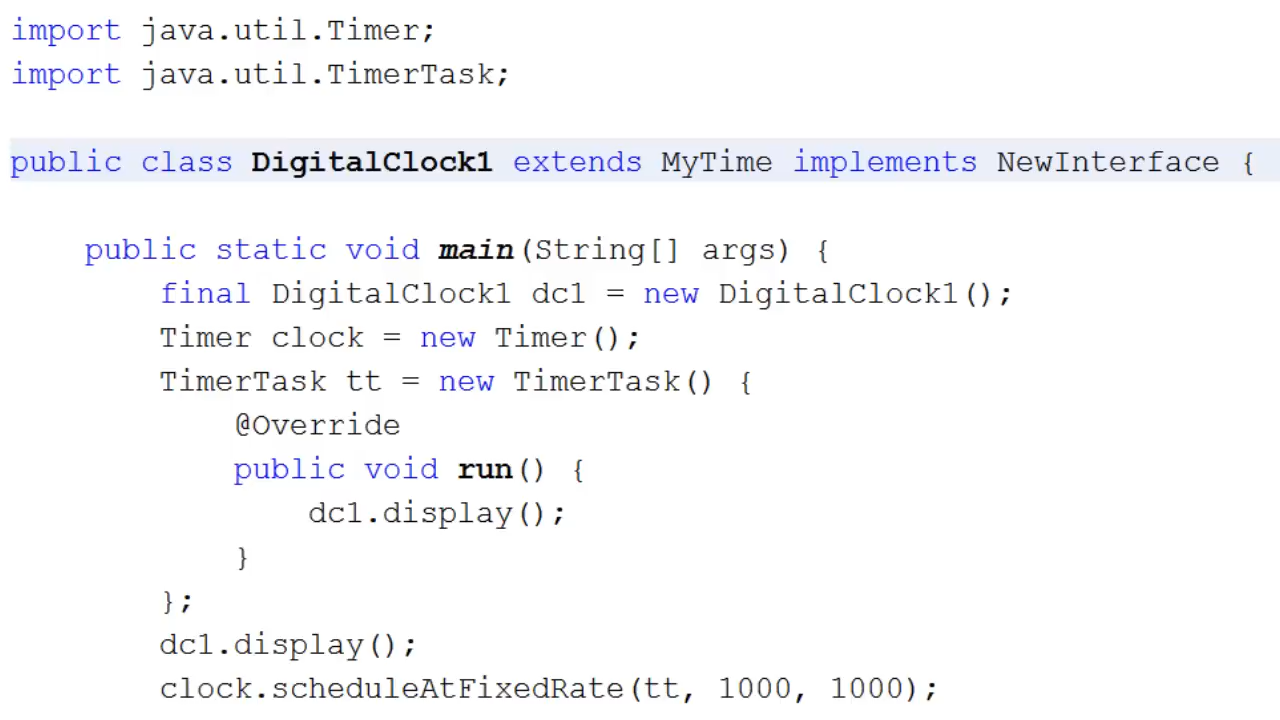 import java.util.Timer;
import java.util.TimerTask;
public class DigitalClock1 extends MyTime implements NewInterface {
public static void main(String[] args) {
final DigitalClock1 dc1 = new DigitalClock1();
Timer clock = new Timer();
TimerTask tt = new TimerTask() {
@Override
public void run() {
dc1.display();
}
};
dc1.display();
clock.scheduleAtFixedRate(tt, 1000, 1000);